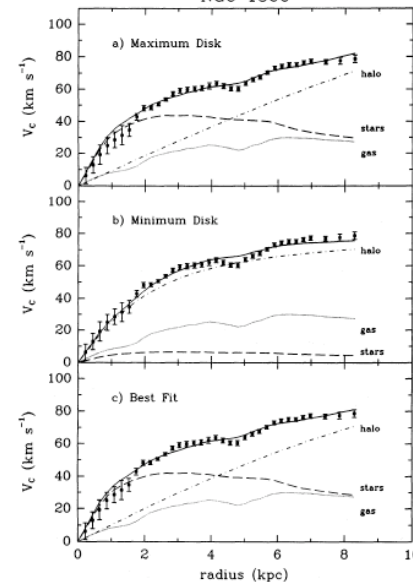 a) Maximum Disk
halo
stars
gas
b) Minimum Disk
halo
gas
stars
c) Best Fit
halo
stars
gas
V_c (km s⁻¹)
V_c (km s⁻¹)
V_c (km s⁻¹)
100
80
60
40
20
0
100
80
60
40
20
0
100
80
60
40
20
0
0 2 4 6 8 10
radius (kpc)